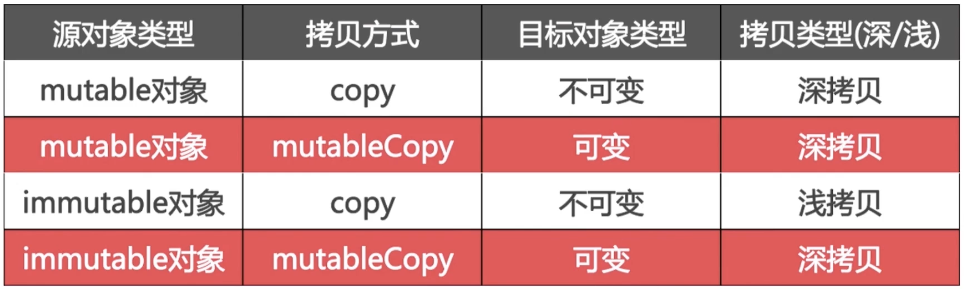 源对象类型 拷贝方式 目标对象类型 拷贝类型(深/浅)
mutable对象 copy 不可变 深拷贝
mutable对象 mutableCopy 可变 深拷贝
immutable对象 copy 不可变 浅拷贝
immutable对象 mutableCopy 可变 深拷贝